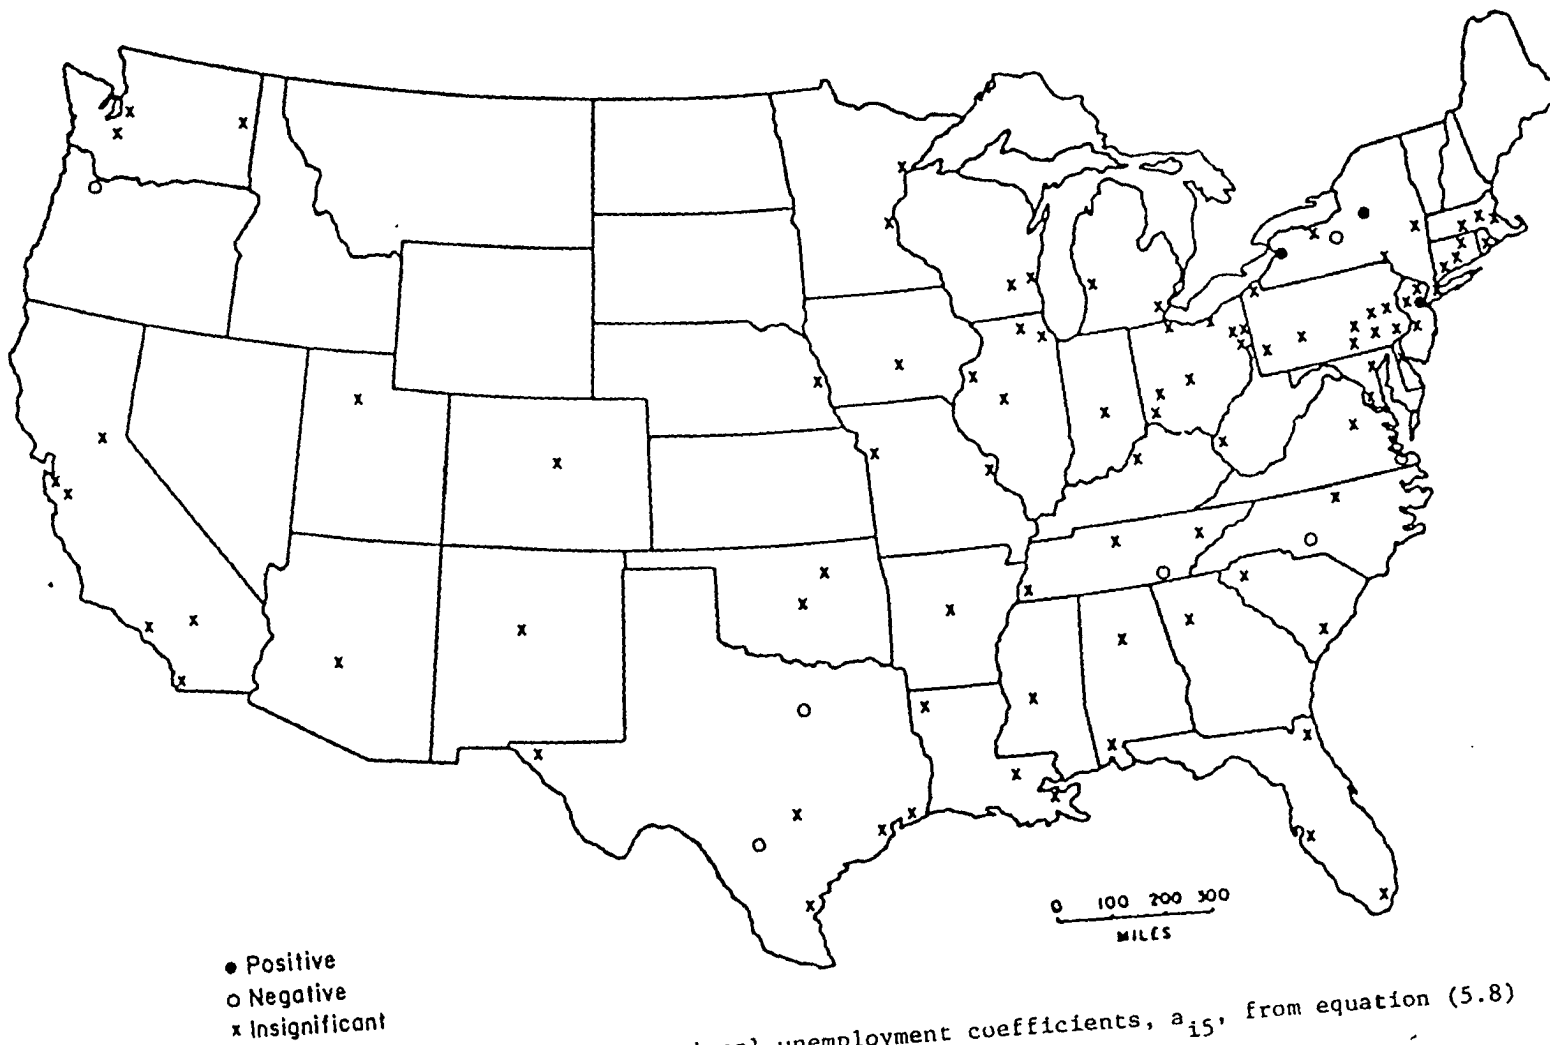 0 100 200 300
MILES
Positive
Negative
x Insignificant
unemployment coefficients, a_i5, from equation (5.8)